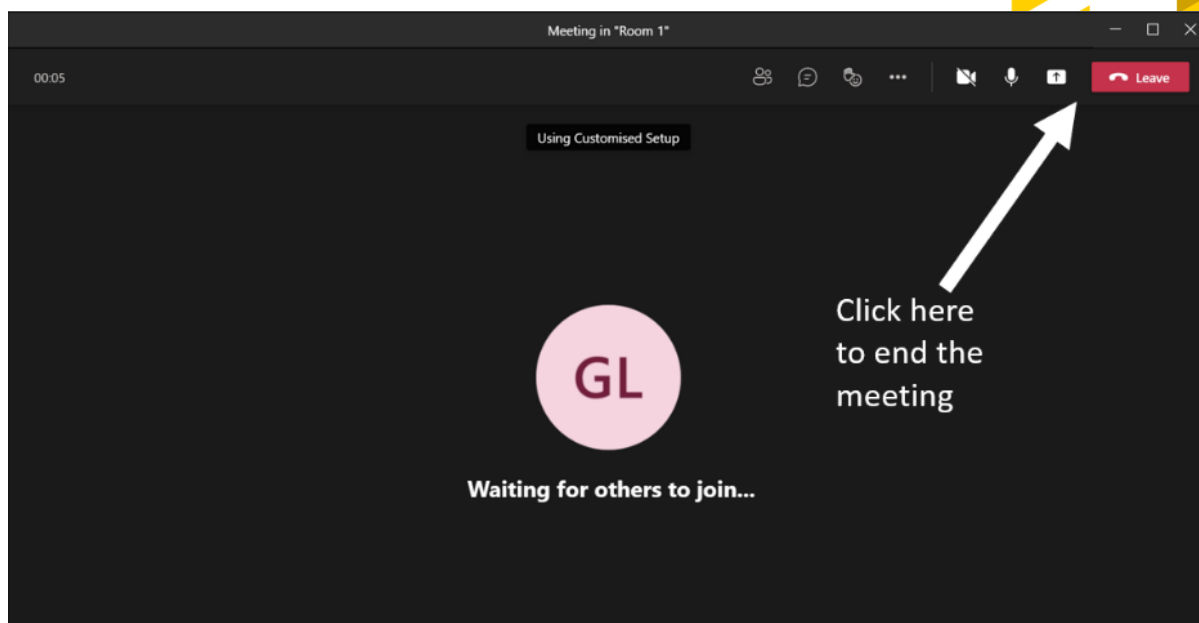 Meeting in "Room 1"
00:05
Leave
Using Customised Setup
Click here
to end the
meeting
GL
Waiting for others to join...